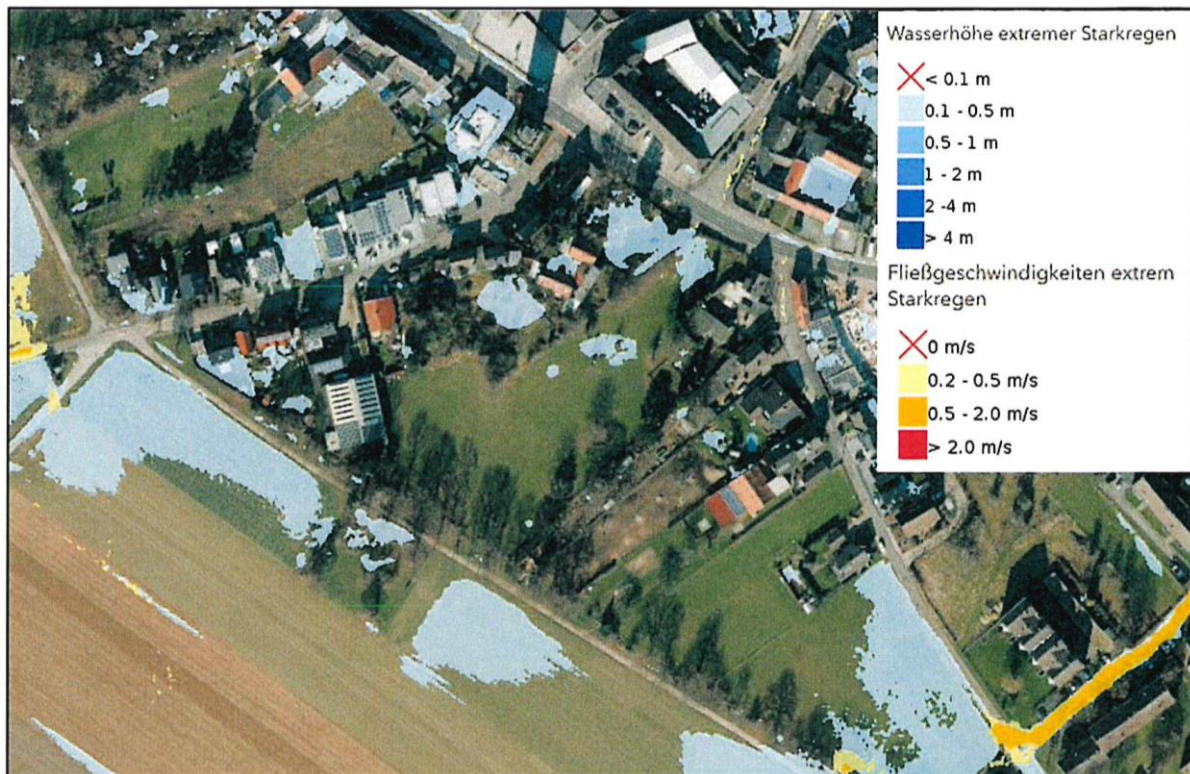 Wasserhöhe extremer Starkregen
< 0.1 m
0.1 - 0.5 m
0.5 - 1 m
1 - 2 m
2 -4 m
> 4 m
Fließgeschwindigkeiten extrem
Starkregen
0 m/s
0.2 - 0.5 m/s
0.5 - 2.0 m/s
> 2.0 m/s